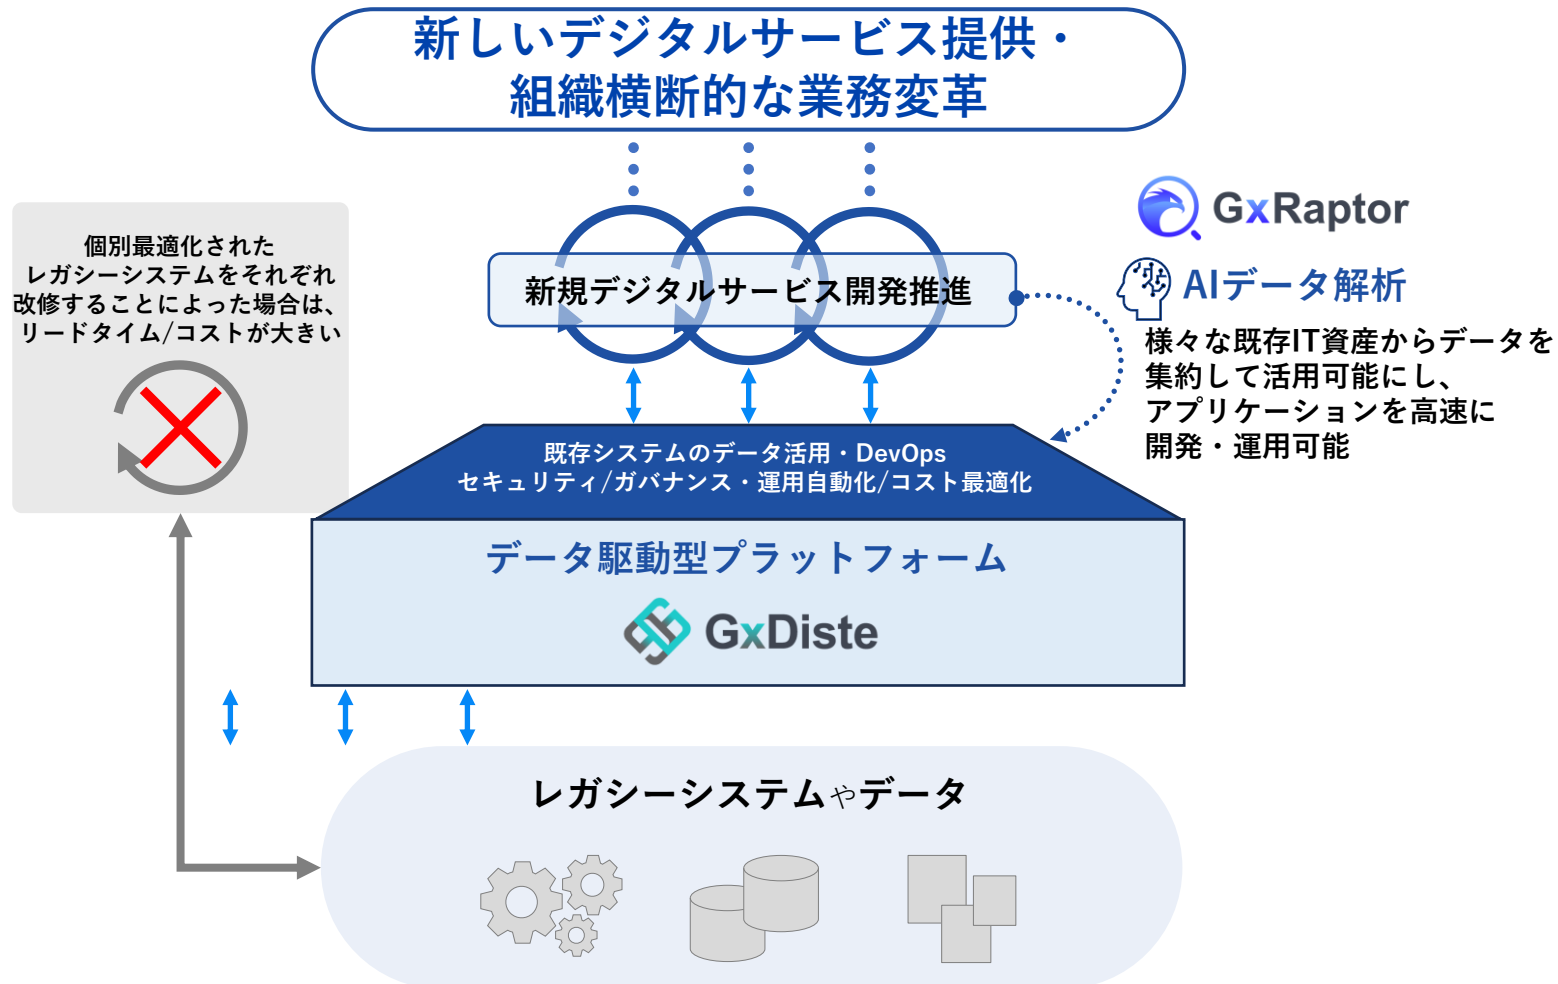 新しいデジタルサービス提供・
組織横断的な業務変革
GxRaptor
個別最適化された
レガシーシステムをそれぞれ
改修することによった場合は、
リードタイム/コストが大きい
新規デジタルサービス開発推進
AIデータ解析
様々な既存IT資産からデータを
集約して活用可能にし、
アプリケーションを高速に
開発・運用可能
既存システムのデータ活用・DevOps
セキュリティ/ガバナンス・運用自動化/コスト最適化
データ駆動型プラットフォーム
GxDiste
レガシーシステムやデータ